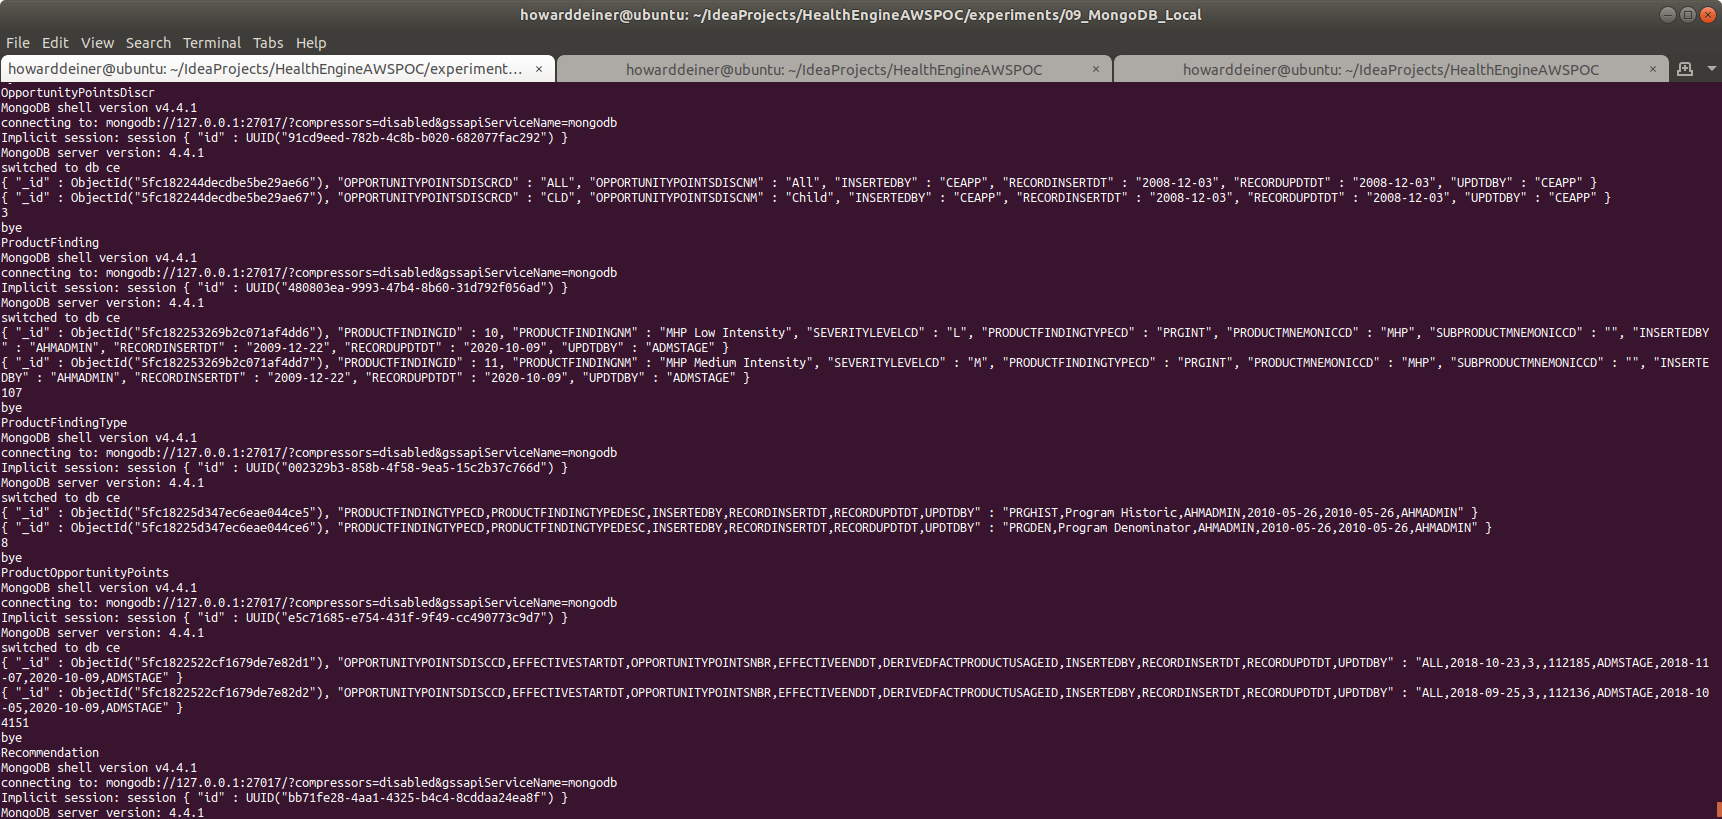 howarddeiner@ubuntu: ~/IdeaProjects/HealthEngineAWSPOC/experiments/09_MongoDB_Local
File Edit View Search Terminal Tabs Help
howarddeiner@ubuntu: ~/IdeaProjects/HealthEngineAWSPOC/experiment... × howarddeiner@ubuntu: ~/IdeaProjects/HealthEngineAWSPOC × howarddeiner@ubuntu: ~/IdeaProjects/HealthEngineAWSPOC ×
OpportunityPointsDiscr
MongoDB shell version v4.4.1
connecting to: mongodb://127.0.0.1:27017/?compressors=disabled&gssapiServiceName=mongodb
Implicit session: session { "id" : UUID("91cd9eed-782b-4c8b-b020-682077fac292") }
MongoDB server version: 4.4.1
switched to db ce
{ "_id" : ObjectId("5fc182244decdbe5be29ae66"), "OPPORTUNITYPOINTSDISCRCD" : "ALL", "OPPORTUNITYPOINTSDISCNM" : "All", "INSERTEDBY" : "CEAPP", "RECORDINSERTDT" : "2008-12-03", "RECORDUPDTDT" : "2008-12-03", "UPDTDBY" : "CEAPP" }
{ "_id" : ObjectId("5fc182244decdbe5be29ae67"), "OPPORTUNITYPOINTSDISCRCD" : "CLD", "OPPORTUNITYPOINTSDISCNM" : "Child", "INSERTEDBY" : "CEAPP", "RECORDINSERTDT" : "2008-12-03", "RECORDUPDTDT" : "2008-12-03", "UPDTDBY" : "CEAPP" }
3
bye
ProductFinding
MongoDB shell version v4.4.1
connecting to: mongodb://127.0.0.1:27017/?compressors=disabled&gssapiServiceName=mongodb
Implicit session: session { "id" : UUID("480803ea-9993-47b4-8b60-31d792f056ad") }
MongoDB server version: 4.4.1
switched to db ce
{ "_id" : ObjectId("5fc182253269b2c071af4dd6"), "PRODUCTFINDINGID" : 10, "PRODUCTFINDINGNM" : "MHP Low Intensity", "SEVERITYLEVELCD" : "L", "PRODUCTFINDINGTYPECD" : "PRGINT", "PRODUCTMNEMONICCD" : "MHP", "SUBPRODUCTMNEMONICCD" : "", "INSERTEDBY
" : "AHMADMIN", "RECORDINSERTDT" : "2009-12-22", "RECORDUPDTDT" : "2020-10-09", "UPDTDBY" : "ADMSTAGE" }
{ "_id" : ObjectId("5fc182253269b2c071af4dd7"), "PRODUCTFINDINGID" : 11, "PRODUCTFINDINGNM" : "MHP Medium Intensity", "SEVERITYLEVELCD" : "M", "PRODUCTFINDINGTYPECD" : "PRGINT", "PRODUCTMNEMONICCD" : "MHP", "SUBPRODUCTMNEMONICCD" : "", "INSERTE
DBY" : "AHMADMIN", "RECORDINSERTDT" : "2009-12-22", "RECORDUPDTDT" : "2020-10-09", "UPDTDBY" : "ADMSTAGE" }
107
bye
ProductFindingType
MongoDB shell version v4.4.1
connecting to: mongodb://127.0.0.1:27017/?compressors=disabled&gssapiServiceName=mongodb
Implicit session: session { "id" : UUID("002329b3-858b-4f58-9ea5-15c2b37c766d") }
MongoDB server version: 4.4.1
switched to db ce
{ "_id" : ObjectId("5fc18225d347ec6eae044ce5"), "PRODUCTFINDINGTYPECD,PRODUCTFINDINGTYPEDESC,INSERTEDBY,RECORDINSERTDT,RECORDUPDTDT,UPDTDBY" : "PRGHIST,Program Historic,AHMADMIN,2010-05-26,2010-05-26,AHMADMIN" }
{ "_id" : ObjectId("5fc18225d347ec6eae044ce6"), "PRODUCTFINDINGTYPECD,PRODUCTFINDINGTYPEDESC,INSERTEDBY,RECORDINSERTDT,RECORDUPDTDT,UPDTDBY" : "PRGDEN,Program Denominator,AHMADMIN,2010-05-26,2010-05-26,AHMADMIN" }
8
bye
ProductOpportunityPoints
MongoDB shell version v4.4.1
connecting to: mongodb://127.0.0.1:27017/?compressors=disabled&gssapiServiceName=mongodb
Implicit session: session { "id" : UUID("e5c71685-e754-431f-9f49-cc490773c9d7") }
MongoDB server version: 4.4.1
switched to db ce
{ "_id" : ObjectId("5fc1822522cf1679de7e82d1"), "OPPORTUNITYPOINTSDISCCD,EFFECTIVESTARTDT,OPPORTUNITYPOINTSNBR,EFFECTIVEENDDT,DERIVEDFACTPRODUCTUSAGEID,INSERTEDBY,RECORDINSERTDT,RECORDUPDTDT,UPDTDBY" : "ALL,2018-10-23,3,,112185,ADMSTAGE,2018-11
-07,2020-10-09,ADMSTAGE" }
{ "_id" : ObjectId("5fc1822522cf1679de7e82d2"), "OPPORTUNITYPOINTSDISCCD,EFFECTIVESTARTDT,OPPORTUNITYPOINTSNBR,EFFECTIVEENDDT,DERIVEDFACTPRODUCTUSAGEID,INSERTEDBY,RECORDINSERTDT,RECORDUPDTDT,UPDTDBY" : "ALL,2018-09-25,3,,112136,ADMSTAGE,2018-10
-05,2020-10-09,ADMSTAGE" }
4151
bye
Recommendation
MongoDB shell version v4.4.1
connecting to: mongodb://127.0.0.1:27017/?compressors=disabled&gssapiServiceName=mongodb
Implicit session: session { "id" : UUID("bb71fe28-4aa1-4325-b4c4-8cddaa24ea8f") }
MongoDB server version: 4.4.1